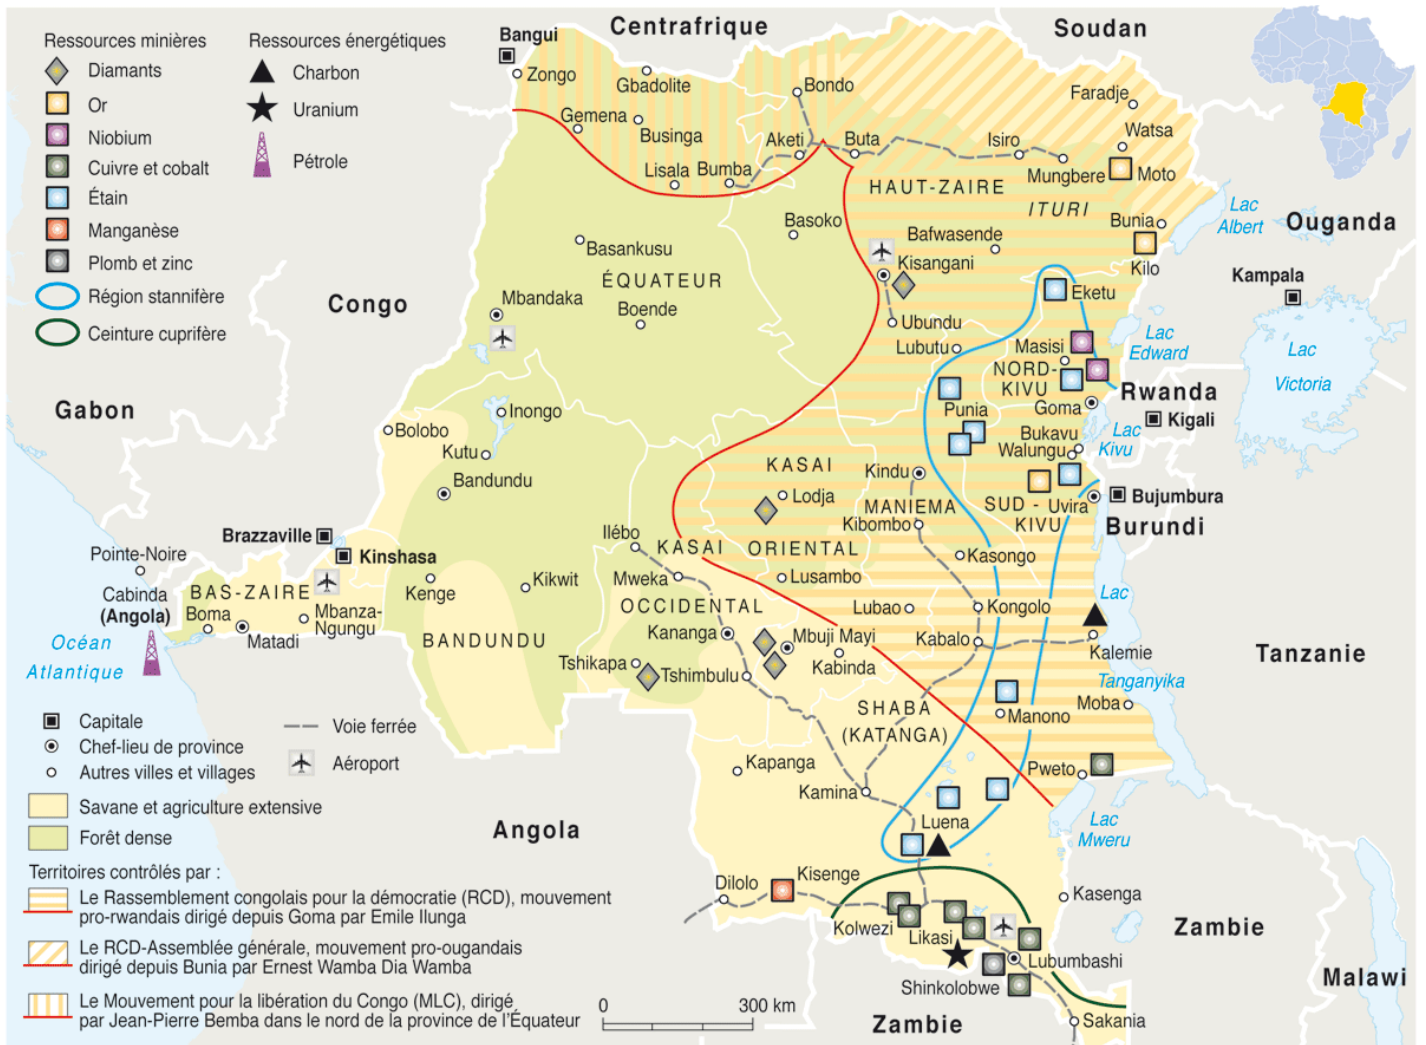 Ressources minières
Diamants
Or
Niobium
Cuivre et cobalt
Étain
Manganèse
Plomb et zinc
Région stannifère
Ceinture cuprifère
Ressources énergétiques
Charbon
Uranium
Pétrole
Centrafrique
Soudan
Bangui
Zongo
Gbadolite
Bondo
Faradje
Gemena
Businga
Aketi
Buta
Isiro
Watsa
Lisala
Bumba
Mungbere
Moto
HAUT-ZAIRE
ITURI
Lac
Albert
Ouganda
Basoko
Bunia
Basankusu
Bafwasende
Kisangani
Kilo
Kampala
ÉQUATEUR
Congo
Mbandaka
Boende
Eketu
Ubundu
Lubutu
Masisi
Lac
Edward
Lac
Victoria
NORD-
KIVU
Rwanda
Gabon
Inongo
Punia
Goma
Kigali
Bolobo
Bukavu
Lac
Kivu
Kutu
Walungu
KASAI
Kindu
Bandundu
Lodja
MANIEMA
SUD -
KIVU
Uvira
Bujumbura
Burundi
Kibombo
Brazzaville
Kinshasa
Ilébo
KASAI
ORIENTAL
Kasongo
Pointe-Noire
Mweka
Lusambo
Cabinda
(Angola)
BAS-ZAIRE
Kenge
Kikwit
OCCIDENTAL
Lubao
Kongolo
Lac
Boma
Mbanza-
Ngungu
Matadi
BANDUNDU
Kananga
Mbuji Mayi
Kabalo
Kalemie
Océan
Atlantique
Tshikapa
Tshimbulu
Kabinda
Tanzanie
Tanganyika
SHABA
(KATANGA)
Manono
Moba
Capitale
Chef-lieu de province
Autres villes et villages
Voie ferrée
Aéroport
Kapanga
Kamina
Pweto
Savane et agriculture extensive
Forêt dense
Angola
Luena
Lac
Mweru
Territoires contrôlés par :
Le Rassemblement congolais pour la démocratie (RCD), mouvement
pro-rwandais dirigé depuis Goma par Emile Ilunga
Le RCD-Assemblée générale, mouvement pro-ougandais
dirigé depuis Bunia par Ernest Wamba Dia Wamba
Le Mouvement pour la libération du Congo (MLC), dirigé
par Jean-Pierre Bemba dans le nord de la province de l'Équateur
Dilolo
Kisenge
Kasenga
Kolwezi
Likasi
Zambie
Lubumbashi
Shinkolobwe
Malawi
0
300 km
Zambie
Sakania